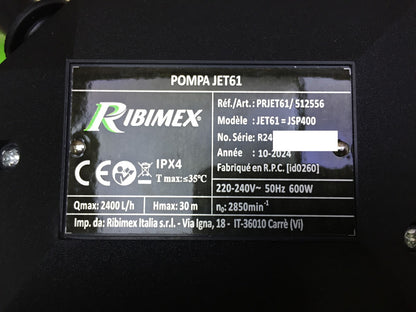 POMPA JET61
RIBIMEX
Réf./Art.: PRJET61/ 512556
Modèle : JET61 = JSP400
No. Série: R24
Année : 10-2024
Fabriqué en R.P.C. [id0260]
CE IPX4
T max:≤35℃
220-240V~ 50Hz 600W
Qmax: 2400 L/h
Hmax: 30 m
n₀: 2850min⁻¹
Imp. da: Ribimex Italia s.r.l. - Via Igna, 18 - IT-36010 Carrè (Vi)